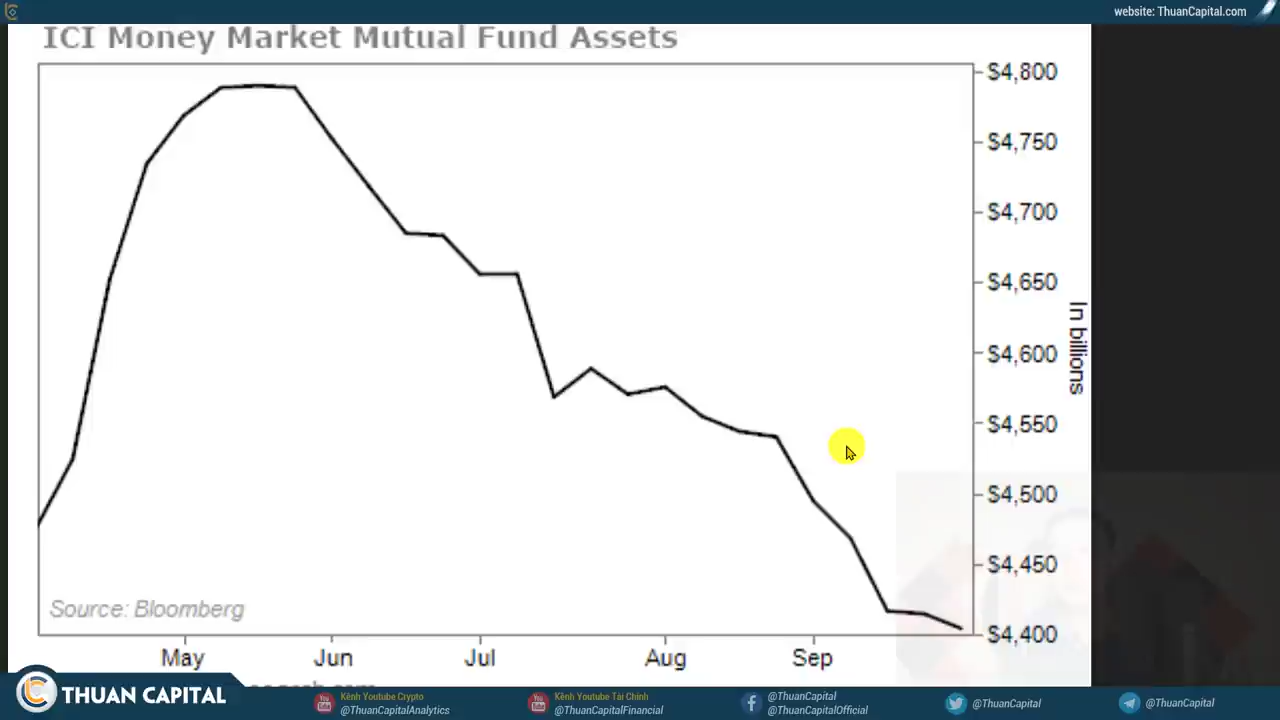 website: ThuanCapital.com
ICI Money Market Mutual Fund Assets
$4,800
$4,750
$4,700
$4,650
$4,600
$4,550
$4,500
$4,450
$4,400
In billions
Source: Bloomberg
May
Jun
Jul
Aug
Sep
THUAN CAPITAL
Kênh Youtube Crypto
@ThuanCapitalAnalytics
Kênh Youtube Tài Chính
@ThuanCapitalFinancial
@ThuanCapital
@ThuanCapitalOfficial
@ThuanCapital
@ThuanCapital